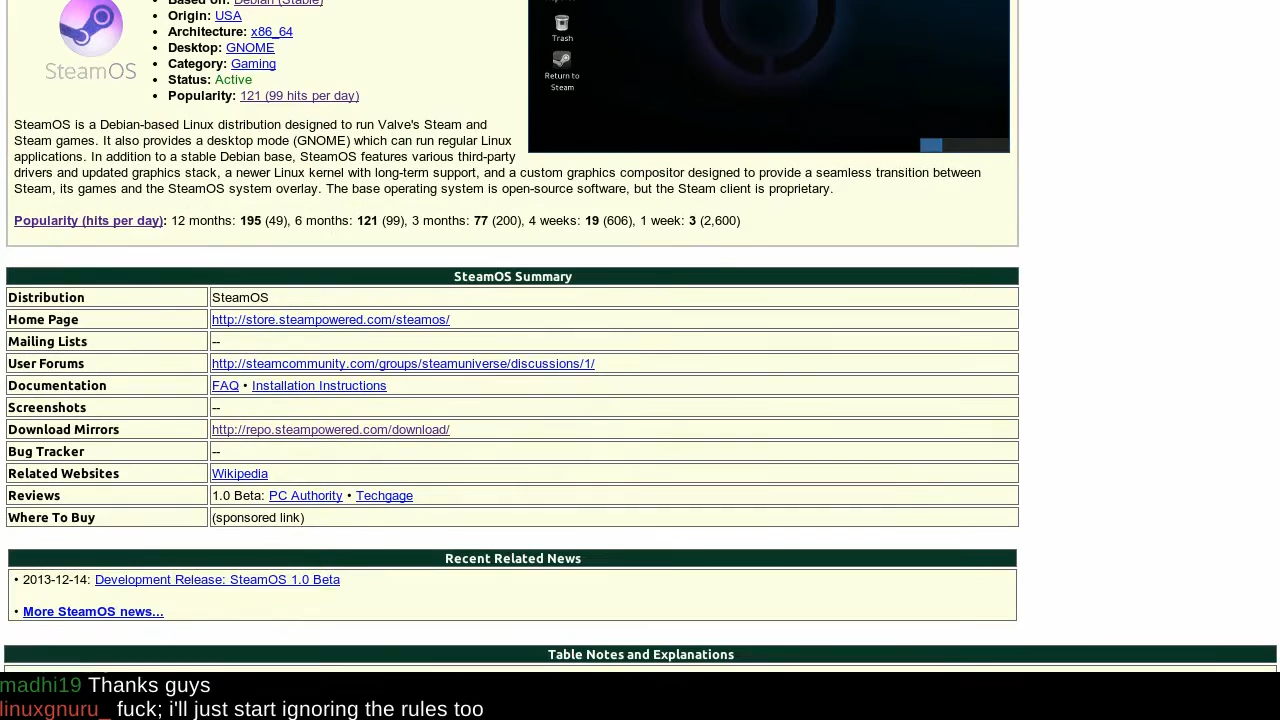 Based on: Debian (Stable)
Origin: USA
Architecture: x86_64
Desktop: GNOME
Category: Gaming
Status: Active
Popularity: 121 (99 hits per day)
SteamOS
Trash
Return to
Steam
SteamOS is a Debian-based Linux distribution designed to run Valve's Steam and
Steam games. It also provides a desktop mode (GNOME) which can run regular Linux
applications. In addition to a stable Debian base, SteamOS features various third-party
drivers and updated graphics stack, a newer Linux kernel with long-term support, and a custom graphics compositor designed to provide a seamless transition between
Steam, its games and the SteamOS system overlay. The base operating system is open-source software, but the Steam client is proprietary.
Popularity (hits per day): 12 months: 195 (49), 6 months: 121 (99), 3 months: 77 (200), 4 weeks: 19 (606), 1 week: 3 (2,600)
SteamOS Summary
Distribution SteamOS
Home Page http://store.steampowered.com/steamos/
Mailing Lists --
User Forums http://steamcommunity.com/groups/steamuniverse/discussions/1/
Documentation FAQ • Installation Instructions
Screenshots --
Download Mirrors http://repo.steampowered.com/download/
Bug Tracker --
Related Websites Wikipedia
Reviews 1.0 Beta: PC Authority • Techgage
Where To Buy (sponsored link)
Recent Related News
• 2013-12-14: Development Release: SteamOS 1.0 Beta
• More SteamOS news...
Table Notes and Explanations
madhi19 Thanks guys
linuxgnuru_ fuck; i'll just start ignoring the rules too